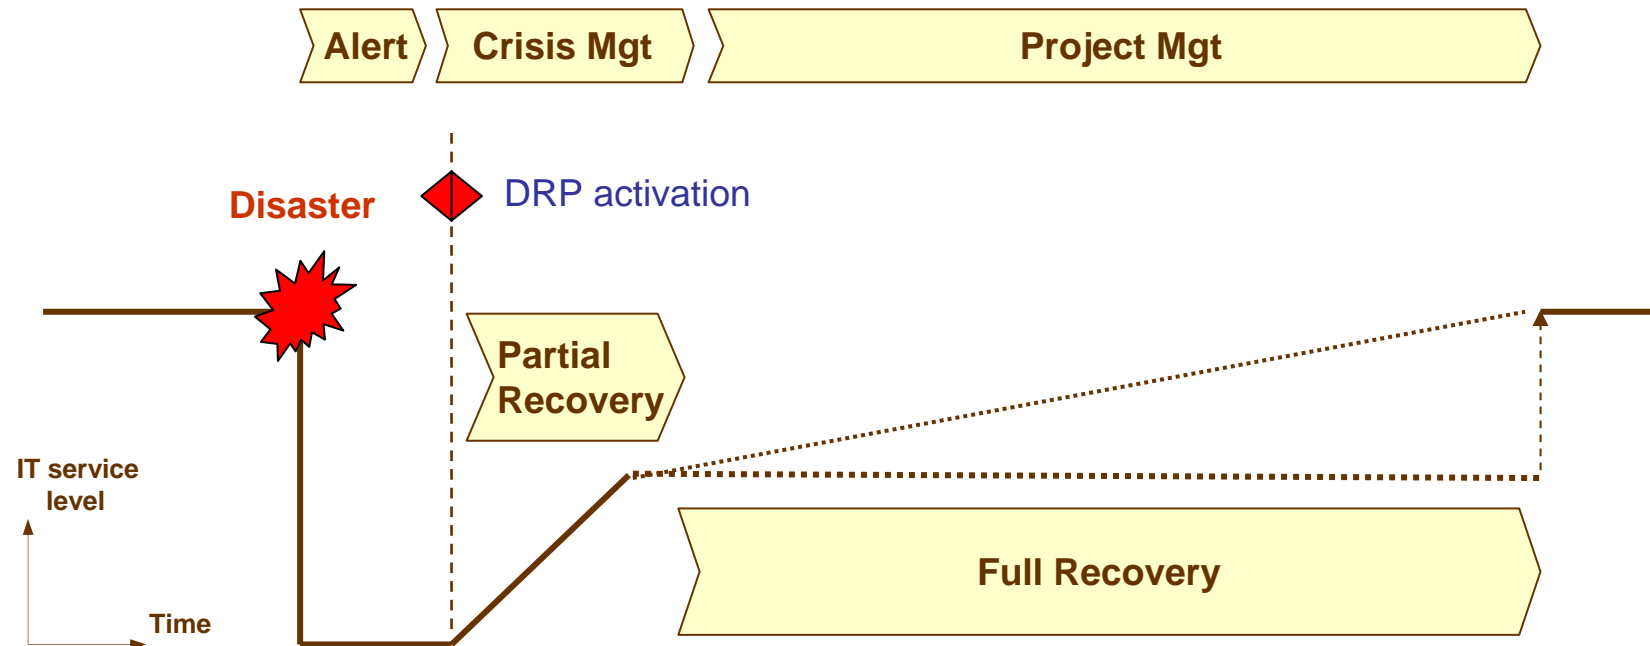 Alert
Crisis Mgt
Project Mgt
Disaster
DRP activation
Partial
Recovery
IT service
level
Time
Full Recovery